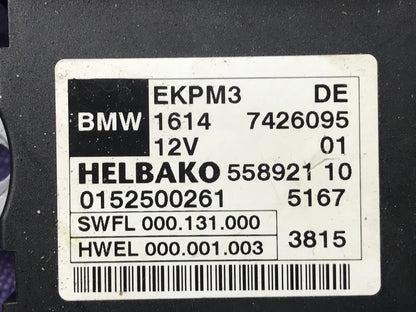 EKPM3 DE
BMW 1614 7426095
12V 01
HELBAKO 558921 10
0152500261 5167
SWFL 000.131.000
HWEL 000.001.003 3815